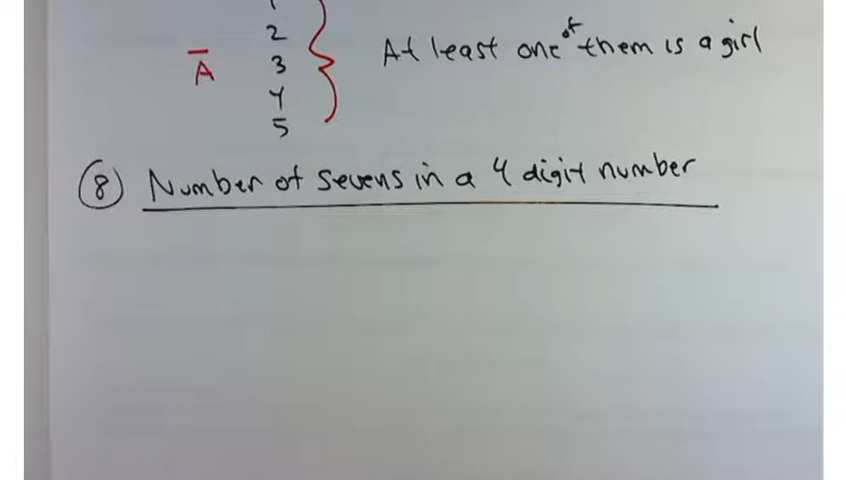 1
2
Ā
3
At least one of them is a girl
4
5
⑧ Number of sevens in a 4 digit number